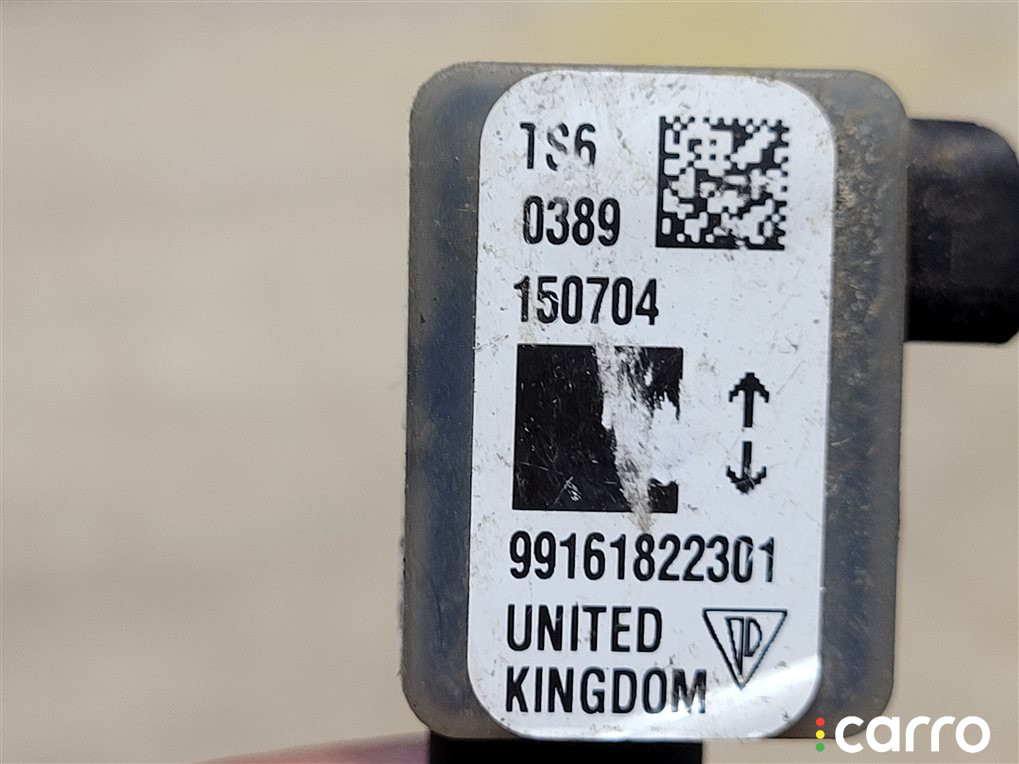 1S6
0389
150704
99161822301
UNITED
KINGDOM
carro